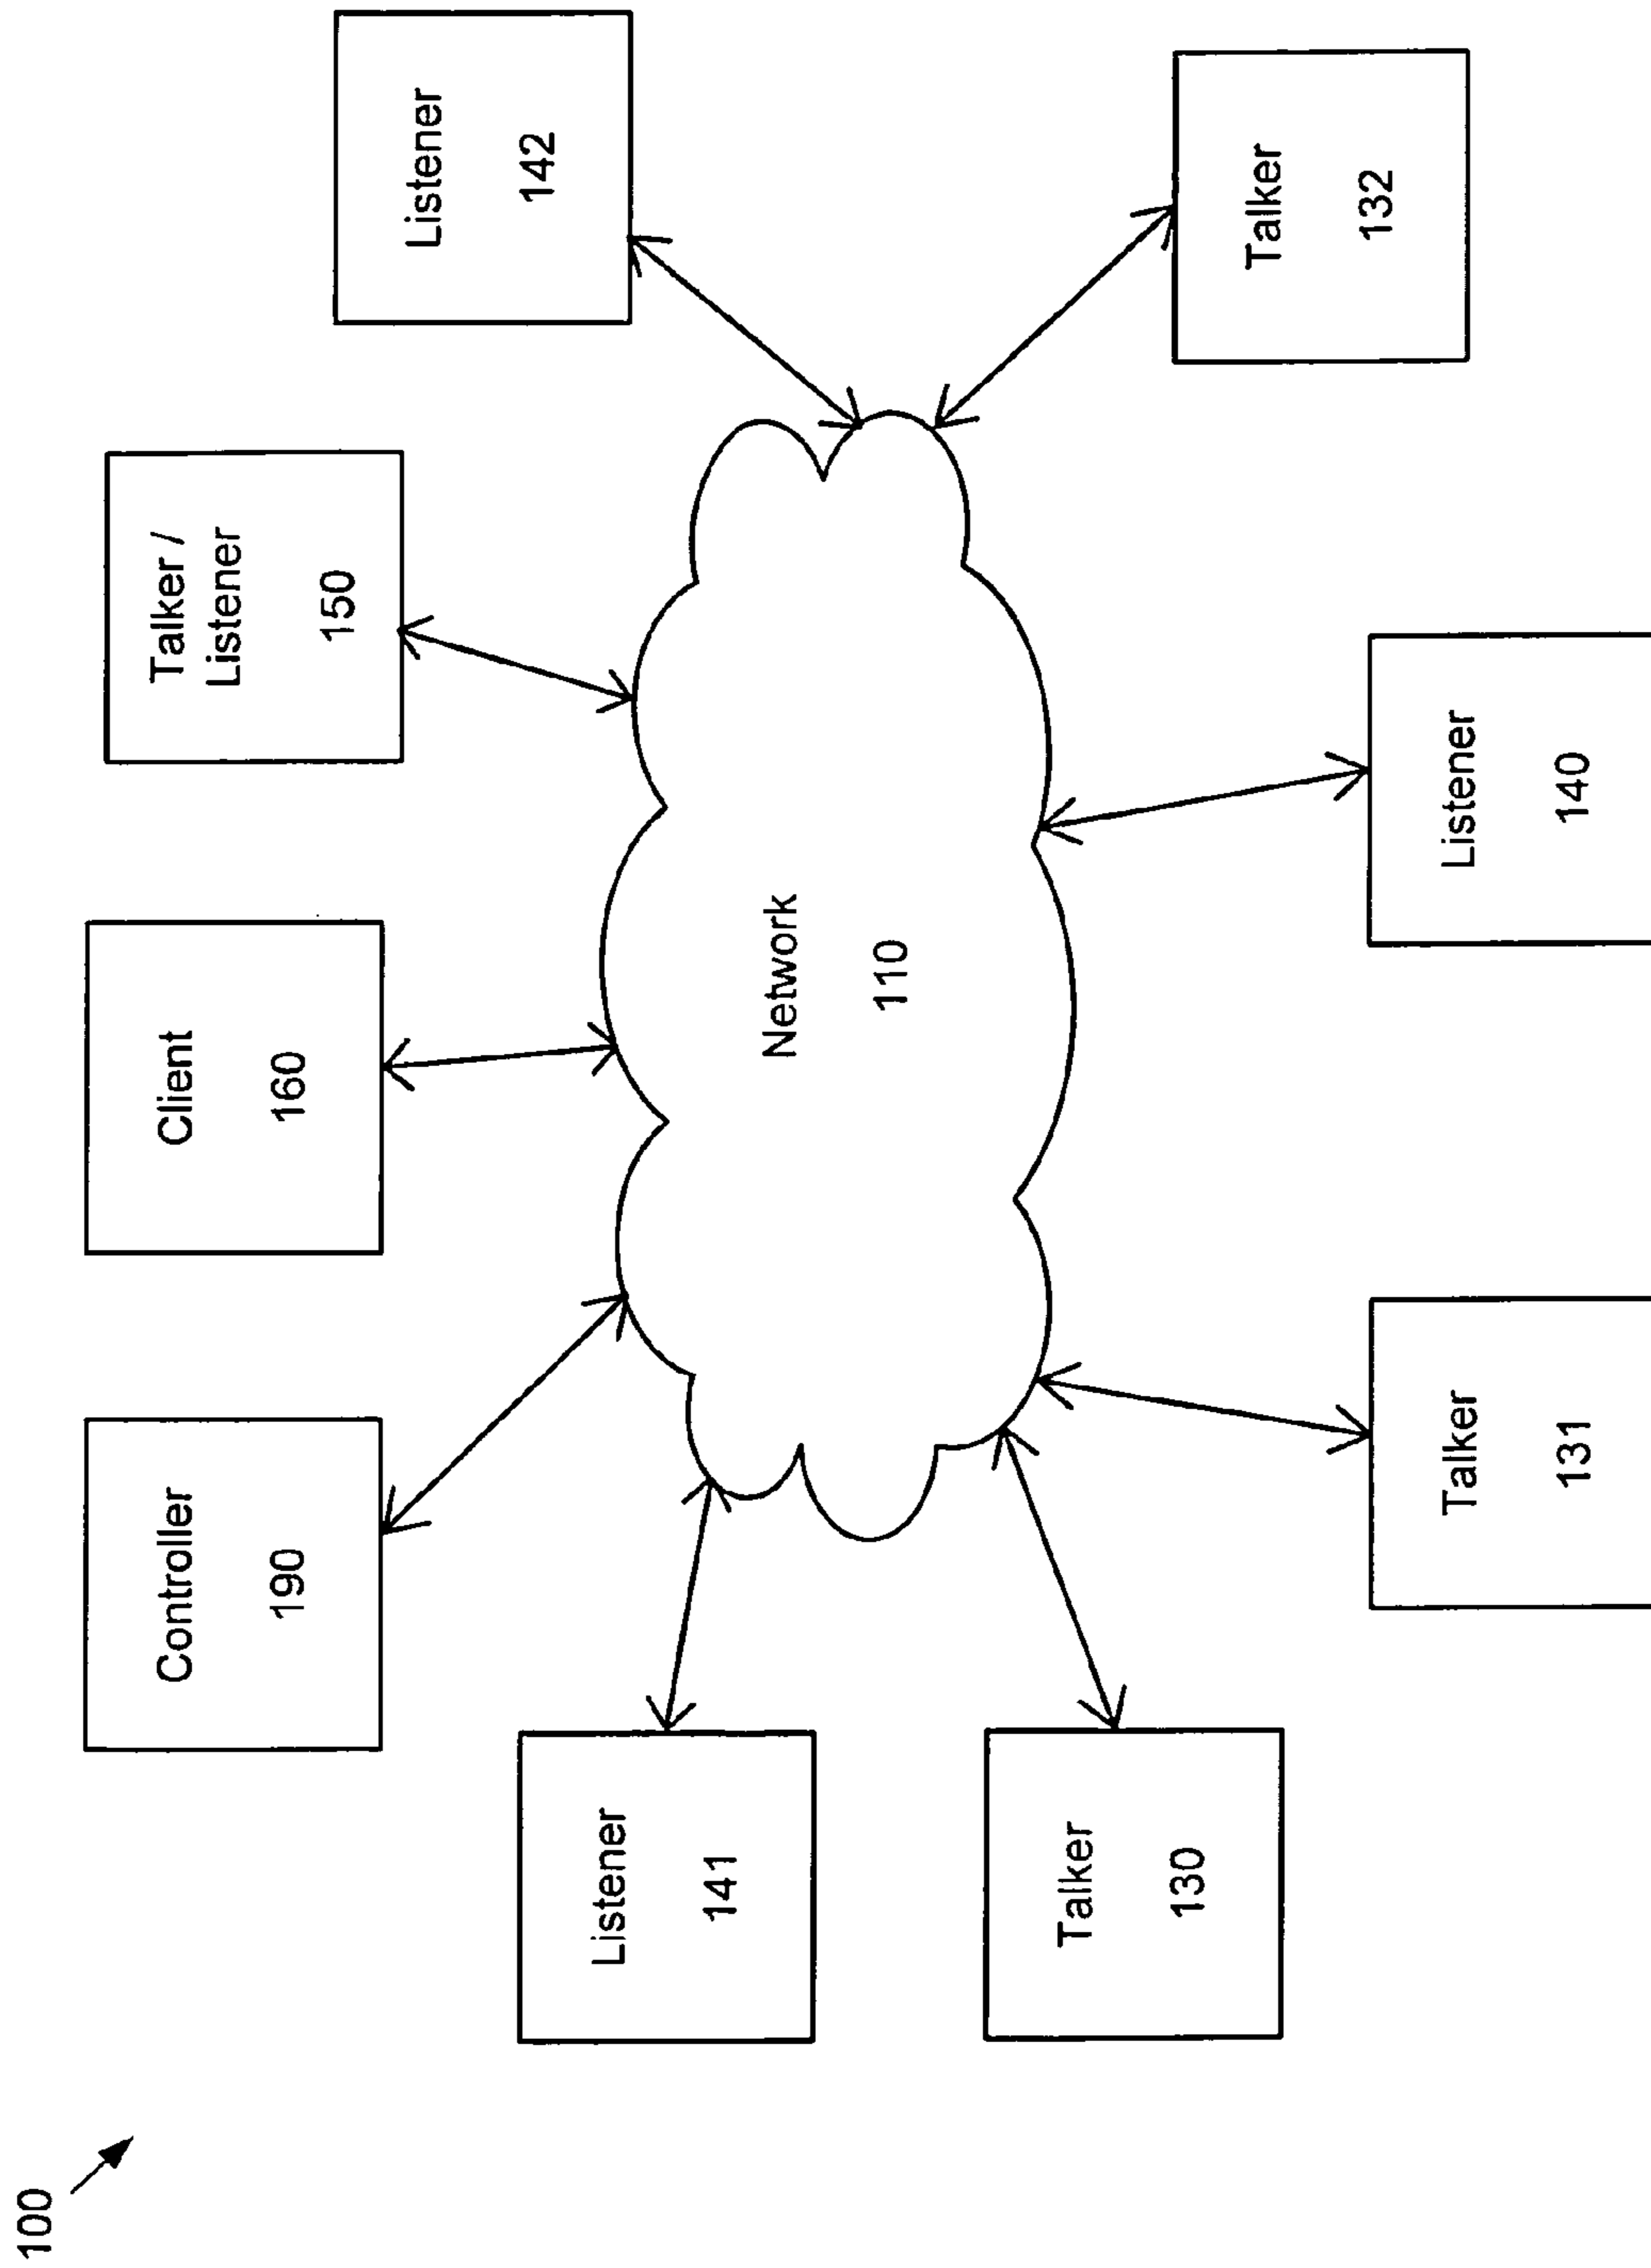 100
Controller
190
Client
160
Talker /
Listener
150
Listener
142
Listener
141
Network
110
Talker
130
Talker
132
Talker
131
Listener
140